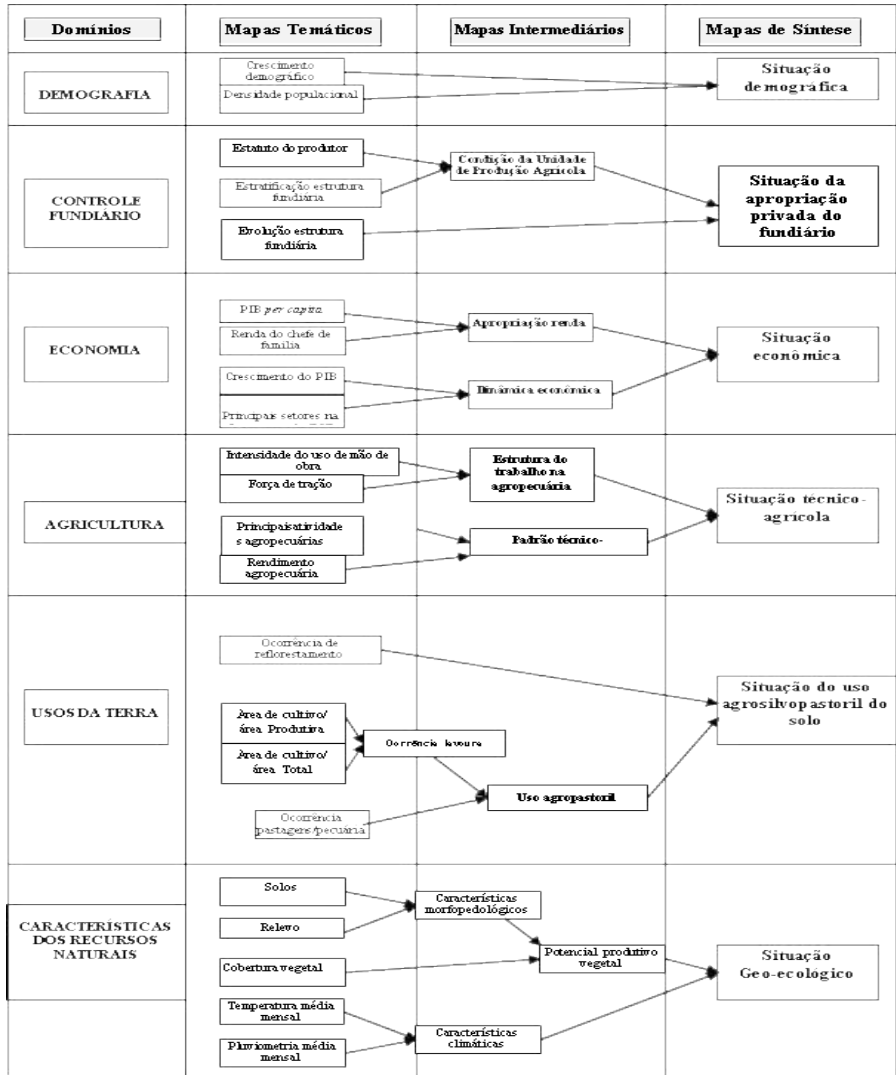 Domínios
Mapas Temáticos
Mapas Intermediários
Mapas de Síntese
DEMOGRAFIA
Crescimento
demográfico
Densidade populacional
Situação
demográfica
CONTROLE
FUNDIÁRIO
Estatuto do produtor
Estratificação estrutura
fundiária
Evolução estrutura
fundiária
Condição da Unidade
de Produção Agrícola
Situação da
apropriação
privada do
fundiário
ECONOMIA
PIB per capita
Renda do chefe de
família
Crescimento do PIB
Principais setores na
Apropriação renda
Dinâmica econômica
Situação
econômica
AGRICULTURA
Intensidade do uso de mão de
obra
Força de tração
Principais atividade
s agropecuárias
Rendimento
agropecuária
Estrutura do
trabalho na
agropecuária
Padrão técnico-
Situação técnico-
agrícola
USOS DA TERRA
Ocorrência de
reflorestamento
Área de cultivo/
área Produtiva
Área de cultivo/
área Total
Ocorrência
pastagens/pecuária
Ocorrência lavoura
Uso agropastoril
Situação do uso
agrosilvopastoril do
solo
CARACTERÍSTICAS
DOS RECURSOS
NATURAIS
Solos
Relevo
Cobertura vegetal
Temperatura média
mensal
Pluviometria média
mensal
Características
morfopedológicos
Potencial produtivo
vegetal
Características
climáticas
Situação
Geo-ecológico